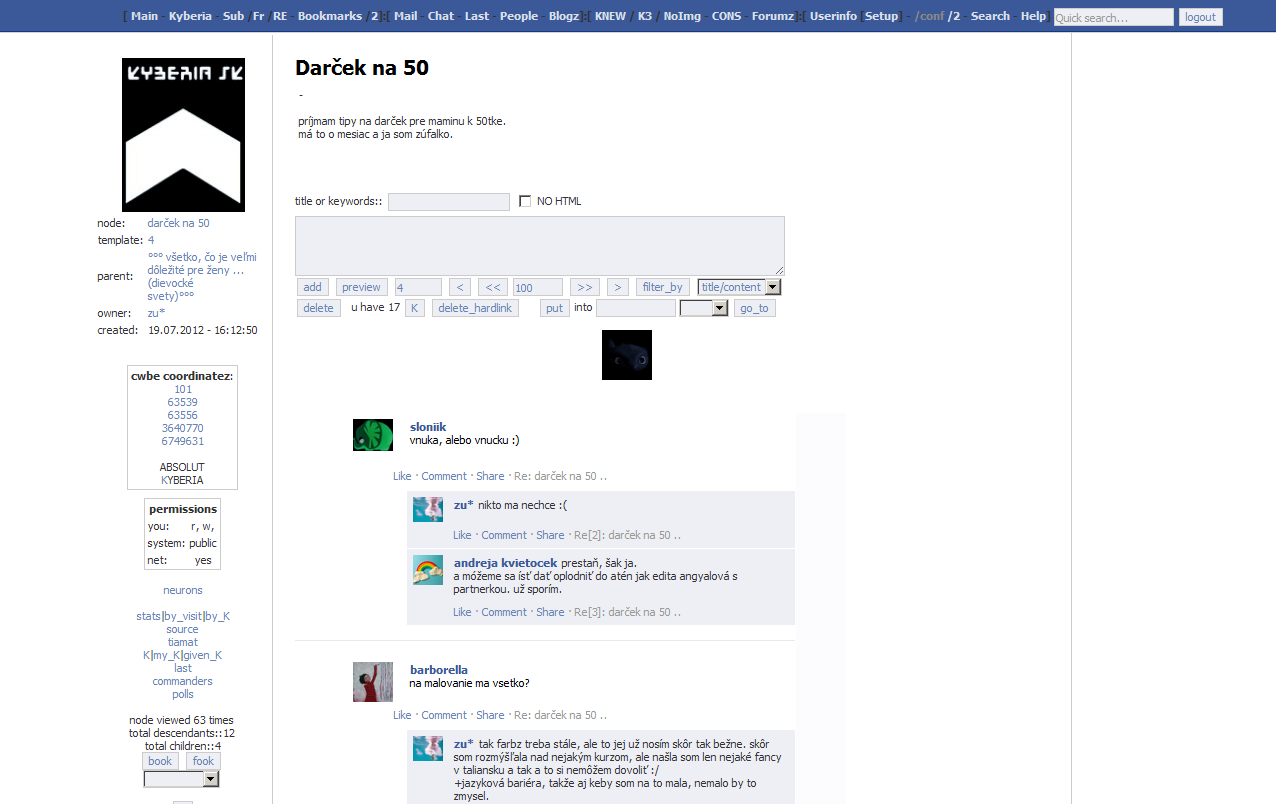 [ Main - Kyberia - Sub /Fr /RE - Bookmarks /2]:[ Mail - Chat - Last - People - Blogz]:[ KNEW / K3 / NoImg - CONS - Forumz]:[ Userinfo [Setup] - /conf /2 - Search - Help] Quick search... logout
KYBERIA SK
node: darček na 50
template: 4
parent: °°° všetko, čo je veľmi
dôležité pre ženy ...
(dievocké
svety)°°°
owner: zu*
created: 19.07.2012 - 16:12:50
cwbe coordinatez:
101
63539
63556
3640770
6749631
ABSOLUT
KYBERIA
permissions
you: r, w,
system: public
net: yes
neurons
stats|by_visit|by_K
source
tiamat
K|my_K|given_K
last
commanders
polls
node viewed 63 times
total descendants::12
total children::4
book fook
Darček na 50
-
príjmam tipy na darček pre maminu k 50tke.
má to o mesiac a ja som zúfalko.
title or keywords:: NO HTML
add preview 4 < << 100 >> > filter_by title/content
delete u have 17 K delete_hardlink put into go_to
sloniik
vnuka, alebo vnucku :)
Like · Comment · Share · Re: darček na 50 ..
zu* nikto ma nechce :(
Like · Comment · Share · Re[2]: darček na 50 ..
andreja kvietocek prestaň, šak ja.
a môžeme sa ísť dať oplodniť do atén jak edita angyalová s
partnerkou. už sporím.
Like · Comment · Share · Re[3]: darček na 50 ..
barborella
na malovanie ma vsetko?
Like · Comment · Share · Re: darček na 50 ..
zu* tak farbz treba stále, ale to jej už nosím skôr tak bežne. skôr
som rozmýšľala nad nejakým kurzom, ale našla som len nejaké fancy
v taliansku a tak a to si nemôžem dovoliť :/
+jazyková bariéra, takže aj keby som na to mala, nemalo by to
zmysel.